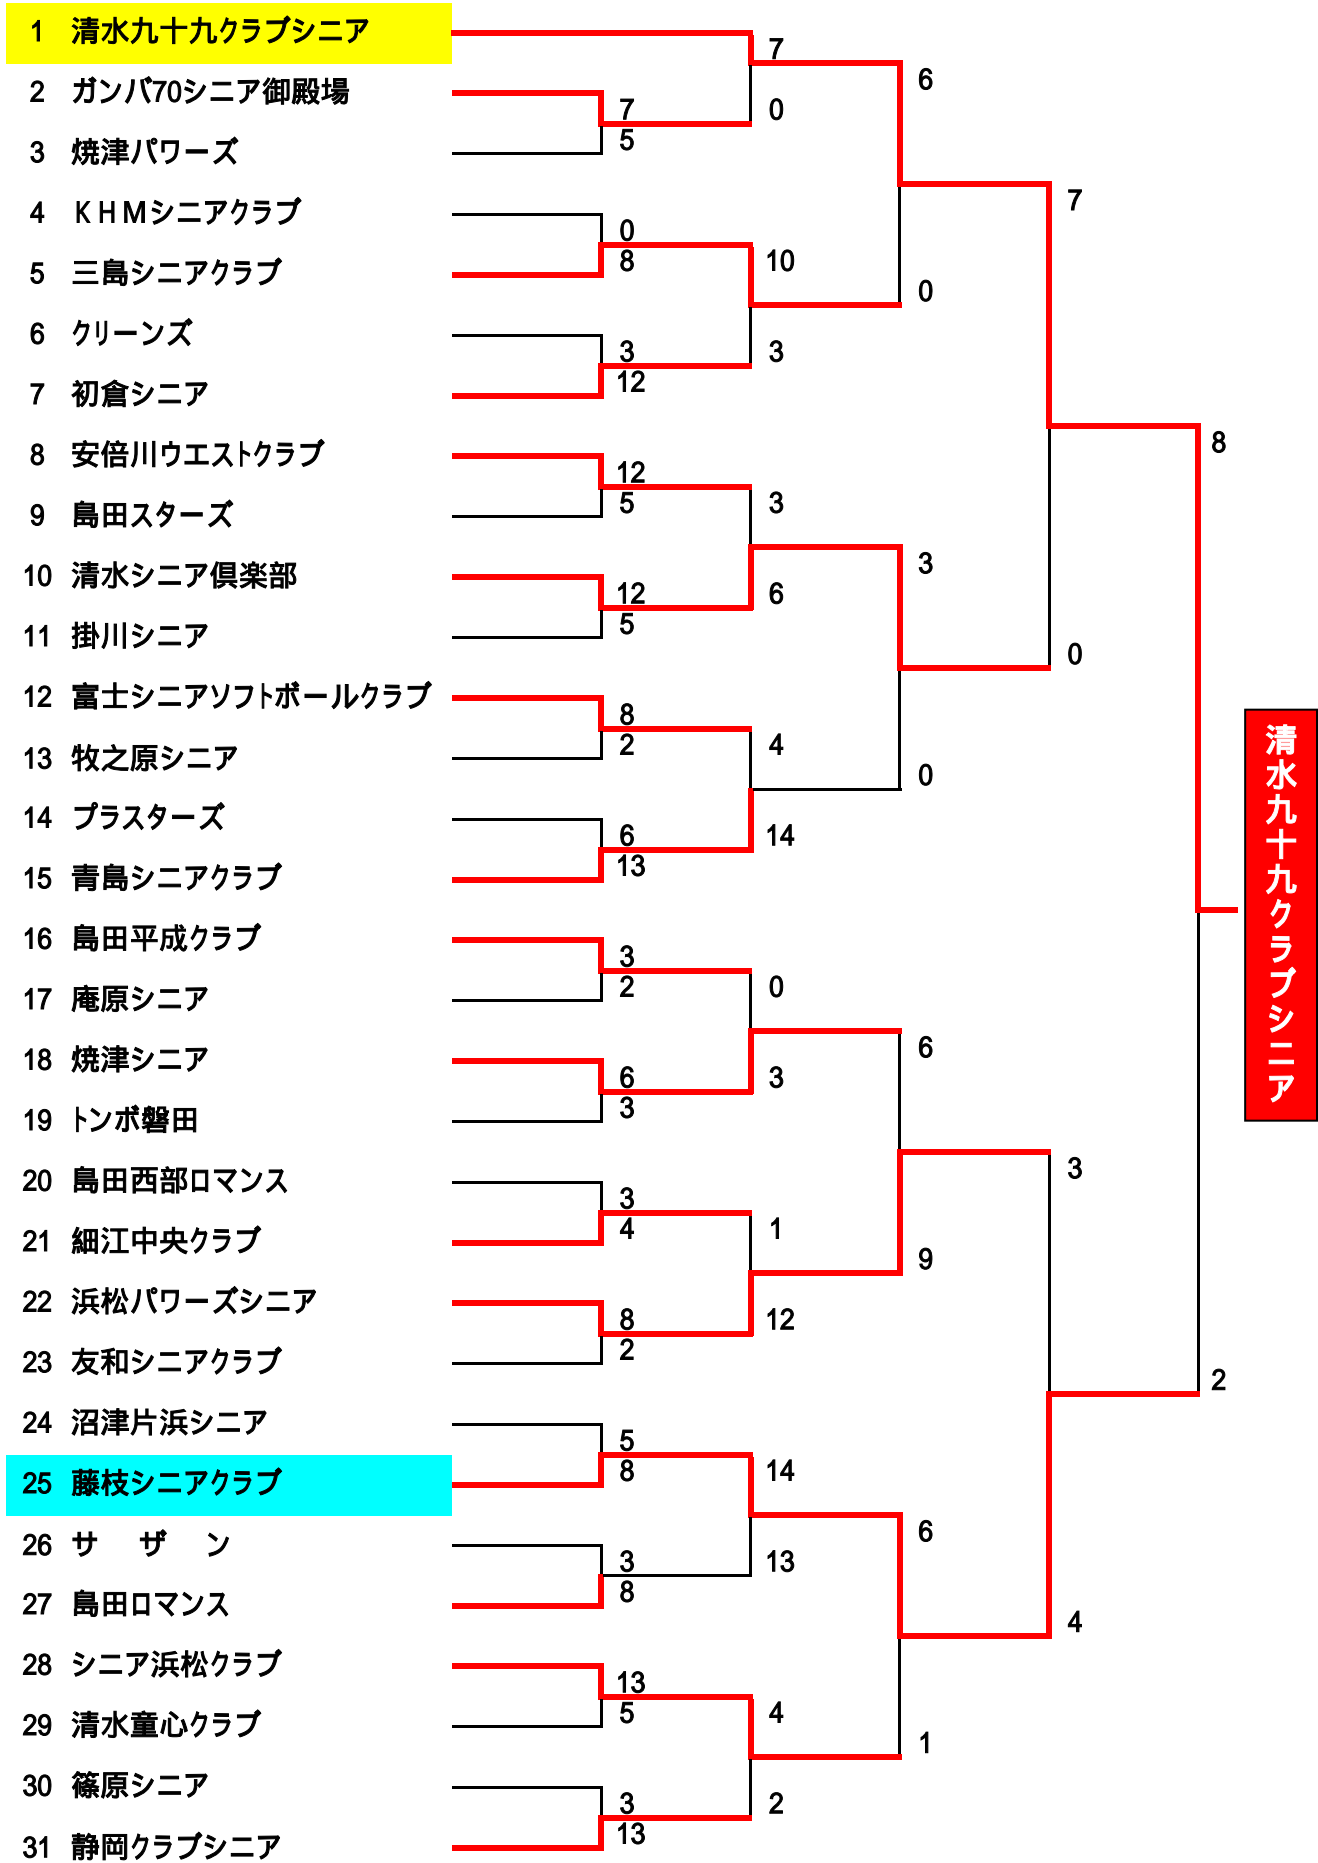 1 清水九十九クラブシニア
2 ガンバ70シニア御殿場
3 焼津パワーズ
4 ＫＨＭシニアクラブ
5 三島シニアクラブ
6 クリーンズ
7 初倉シニア
8 安倍川ウエストクラブ
9 島田スターズ
10 清水シニア倶楽部
11 掛川シニア
12 富士シニアソフトボールクラブ
13 牧之原シニア
14 プラスターズ
15 青島シニアクラブ
16 島田平成クラブ
17 庵原シニア
18 焼津シニア
19 トンボ磐田
20 島田西部ロマンス
21 細江中央クラブ
22 浜松パワーズシニア
23 友和シニアクラブ
24 沼津片浜シニア
25 藤枝シニアクラブ
26 サ ザ ン
27 島田ロマンス
28 シニア浜松クラブ
29 清水童心クラブ
30 篠原シニア
31 静岡クラブシニア
7
5
0
8
3
12
12
5
12
5
8
2
6
13
3
2
6
3
3
4
8
2
5
8
3
8
13
5
3
13
7
0
10
3
3
6
4
14
0
3
1
12
14
13
4
2
6
0
3
0
6
9
6
1
7
0
3
4
8
2
清水九十九クラブシニア